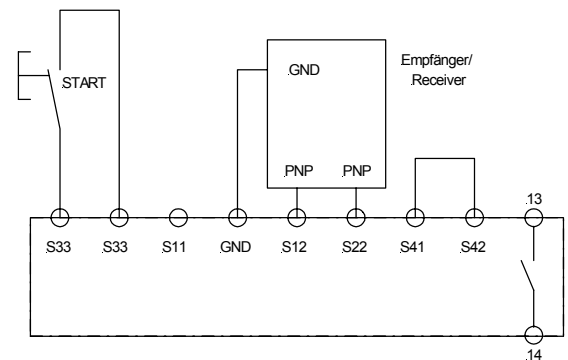 START
GND
Empfänger/
Receiver
PNP PNP
13
S33 S33 S11 GND S12 S22 S41 S42
14